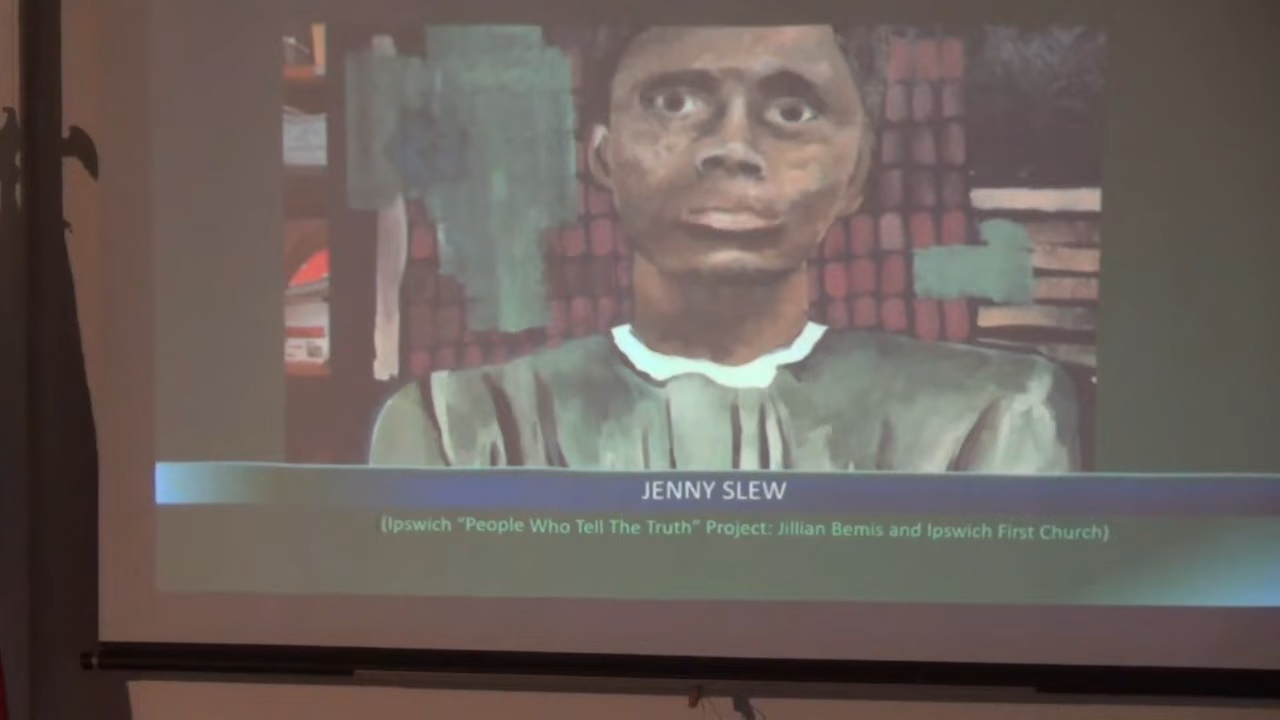 JENNY SLEW
(Ipswich "People Who Tell The Truth" Project: Jillian Bemis and Ipswich First Church)